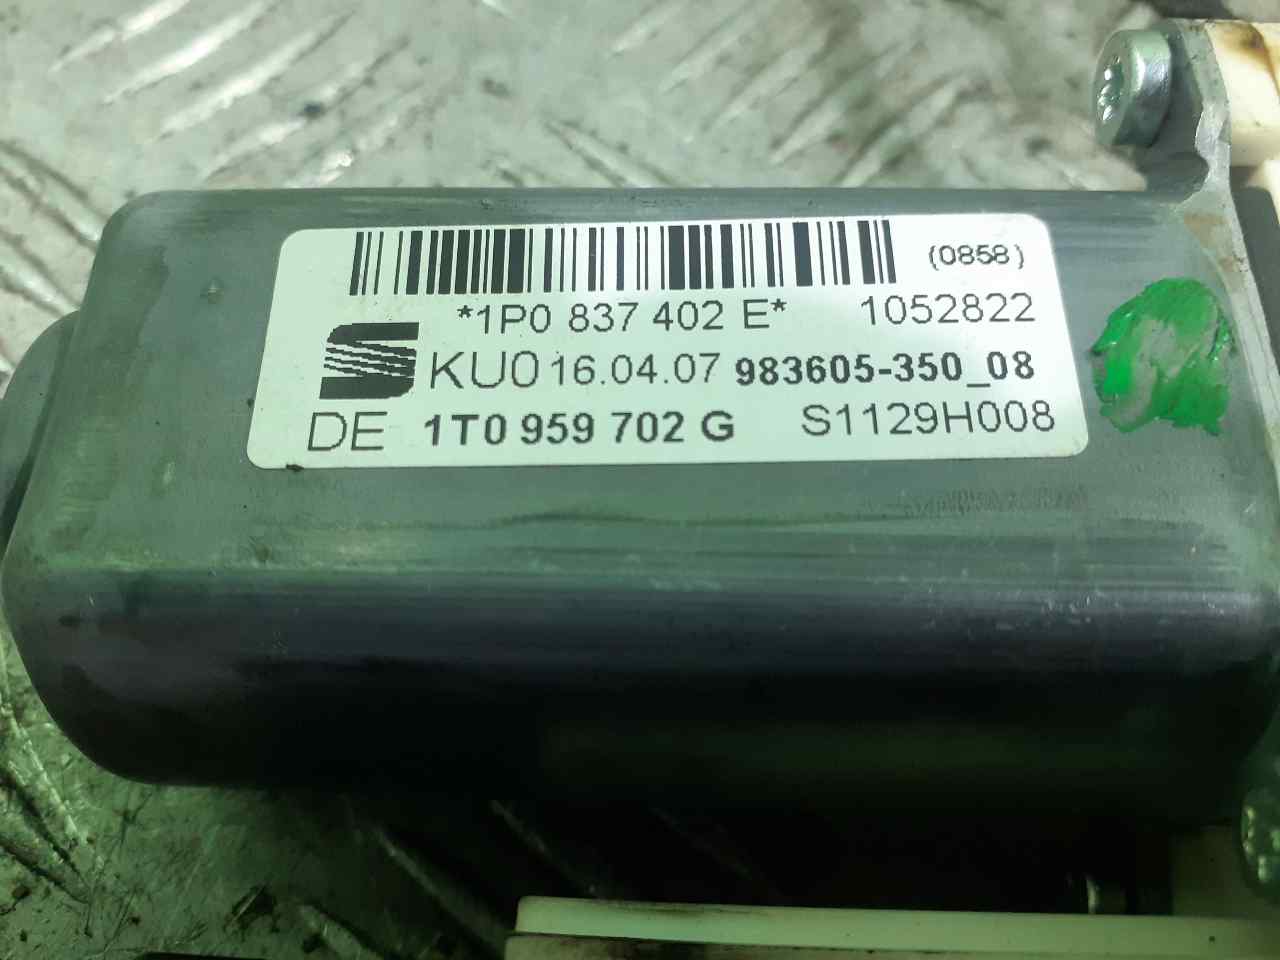 (0858)
*1P0 837 402 E* 1052822
KU0 16.04.07 983605-350_08
DE 1T0 959 702 G S1129H008